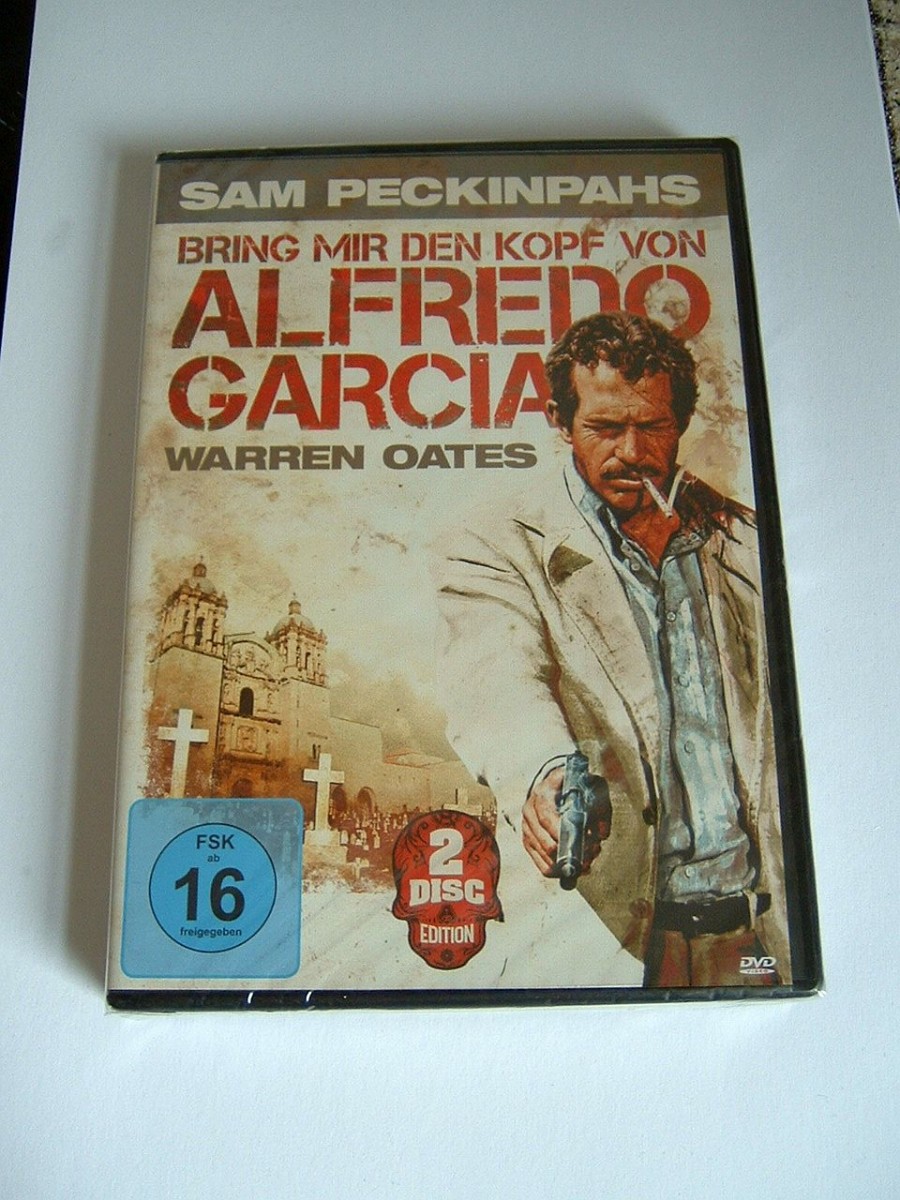 SAM PECKINPAHS
BRING MIR DEN KOPF VON
ALFREDO
GARCIA
WARREN OATES
FSK
ab
16
freigegeben
2
DISC
EDITION
DVD
VIDEO